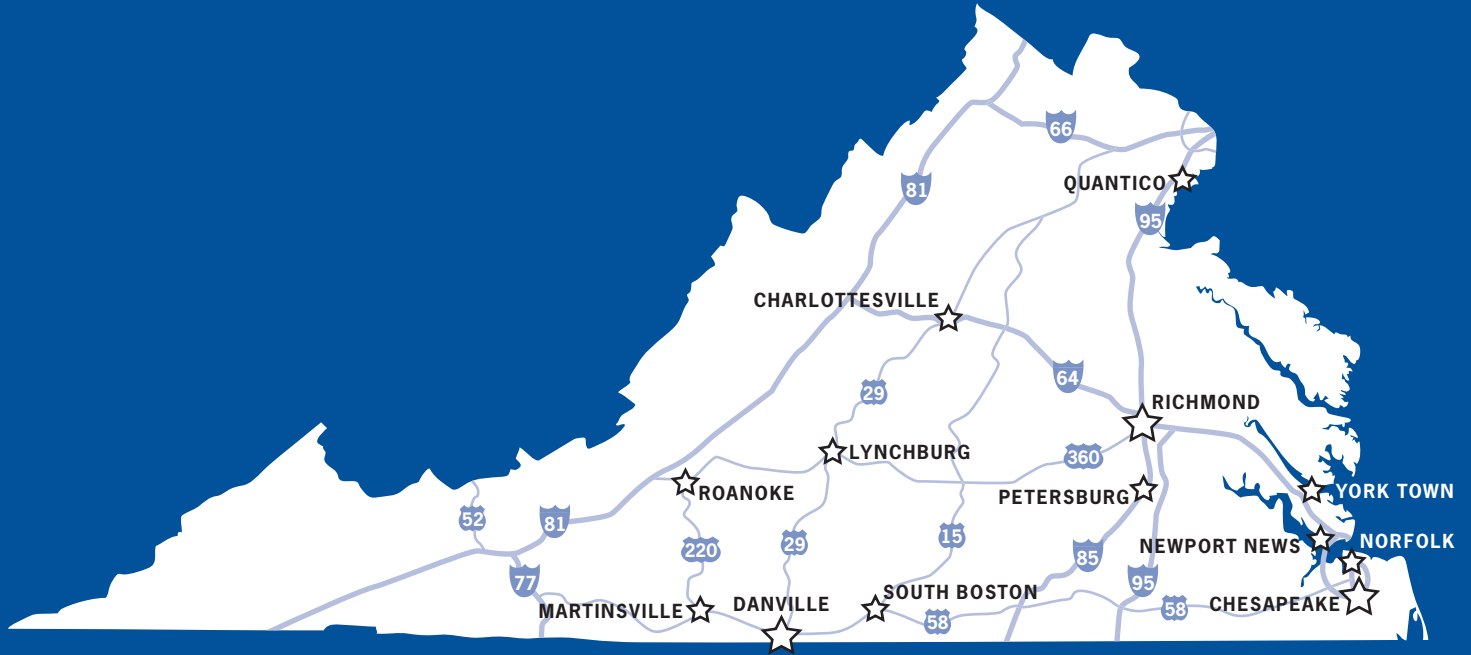 66
81
QUANTICO
95
CHARLOTTESVILLE
64
29
RICHMOND
LYNCHBURG
360
ROANOKE
PETERSBURG
YORK TOWN
52
81
220
29
15
NEWPORT NEWS
NORFOLK
85
77
95
MARTINSVILLE
DANVILLE
SOUTH BOSTON
58
58
CHESAPEAKE